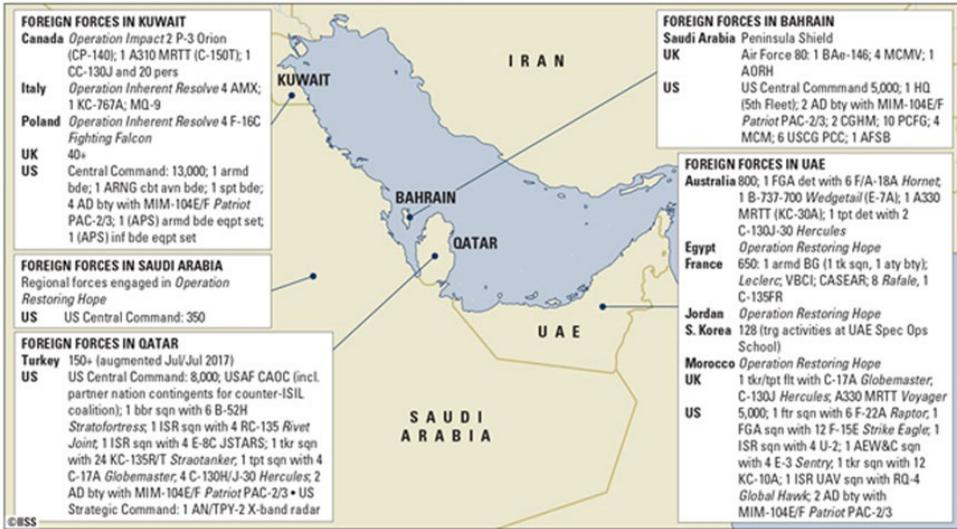 FOREIGN FORCES IN KUWAIT
Canada Operation Impact 2 P-3 Orion
(CP-140); 1 A310 MRTT (C-150T); 1
CC-130J and 20 pers
Italy Operation Inherent Resolve 4 AMX;
1 KC-767A; MQ-9
Poland Operation Inherent Resolve 4 F-16C
Fighting Falcon
UK 40+
US Central Command: 13,000; 1 armd
bde; 1 ARNG cbt avn bde; 1 spt bde;
4 AD bty with MIM-104E/F Patriot
PAC-2/3; 1 (APS) armd bde eqpt set;
1 (APS) inf bde eqpt set
FOREIGN FORCES IN SAUDI ARABIA
Regional forces engaged in Operation
Restoring Hope
US US Central Command: 350
FOREIGN FORCES IN QATAR
Turkey 150+ (augmented Jul/Jul 2017)
US US Central Command: 8,000; USAF CAOC (incl.
partner nation contingents for counter-ISIL
coalition); 1 bbr sqn with 6 B-52H
Stratofortress; 1 ISR sqn with 4 RC-135 Rivet
Joint; 1 ISR sqn with 4 E-8C JSTARS; 1 tkr sqn
with 24 KC-135R/T Straotanker; 1 tpt sqn with 4
C-17A Globemaster; 4 C-130H/J-30 Hercules; 2
AD bty with MIM-104E/F Patriot PAC-2/3 • US
Strategic Command: 1 AN/TPY-2 X-band radar
©IISS
IRAN
KUWAIT
BAHRAIN
QATAR
UAE
SAUDI
ARABIA
FOREIGN FORCES IN BAHRAIN
Saudi Arabia Peninsula Shield
UK Air Force 80: 1 BAe-146; 4 MCMV; 1
AORH
US US Central Commmand 5,000; 1 HQ
(5th Fleet); 2 AD bty with MIM-104E/F
Patriot PAC-2/3; 2 CGHM; 10 PCFG; 4
MCM; 6 USCG PCC; 1 AFSB
FOREIGN FORCES IN UAE
Australia 800; 1 FGA det with 6 F/A-18A Hornet;
1 B-737-700 Wedgetail (E-7A); 1 A330
MRTT (KC-30A); 1 tpt det with 2
C-130J-30 Hercules
Egypt Operation Restoring Hope
France 650: 1 armd BG (1 tk sqn, 1 aty bty);
Leclerc; VBCI; CAESAR; 8 Rafale, 1
C-135FR
Jordan Operation Restoring Hope
S. Korea 128 (trg activities at UAE Spec Ops
School)
Morocco Operation Restoring Hope
UK 1 tkr/tpt flt with C-17A Globemaster;
C-130J Hercules; A330 MRTT Voyager
US 5,000; 1 ftr sqn with 6 F-22A Raptor; 1
FGA sqn with 12 F-15E Strike Eagle; 1
ISR sqn with 4 U-2; 1 AEW&C sqn
with 4 E-3 Sentry; 1 tkr sqn with 12
KC-10A; 1 ISR UAV sqn with RQ-4
Global Hawk; 2 AD bty with
MIM-104E/F Patriot PAC-2/3